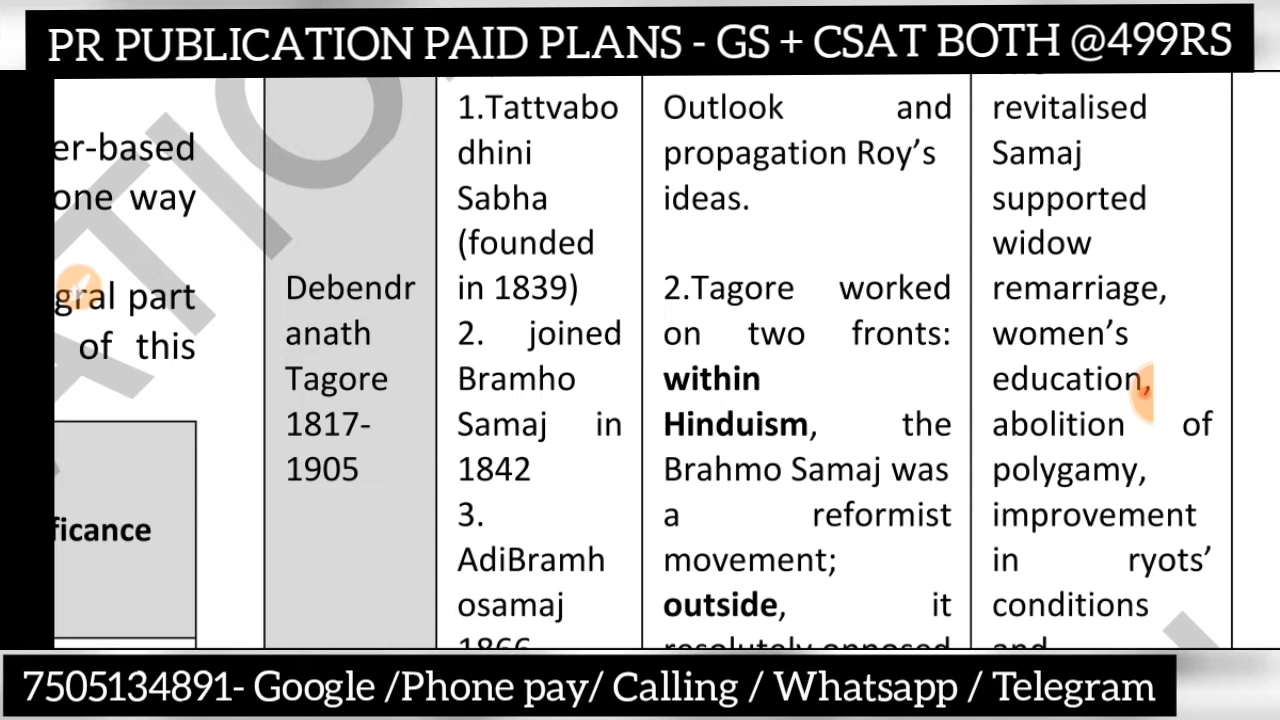 PR PUBLICATION PAID PLANS - GS + CSAT BOTH @499RS
er-based
one way
gral part
of this
ficance
Debendr
anath
Tagore
1817-
1905
1.Tattvabo
dhini
Sabha
(founded
in 1839)
2. joined
Bramho
Samaj in
1842
3.
AdiBramh
osamaj
1866
Outlook and
propagation Roy’s
ideas.
2.Tagore worked
on two fronts:
within
Hinduism, the
Brahmo Samaj was
a reformist
movement;
outside, it
resolutely opposed
revitalised
Samaj
supported
widow
remarriage,
women’s
education,
abolition of
polygamy,
improvement
in ryots’
conditions
and
7505134891- Google /Phone pay/ Calling / Whatsapp / Telegram